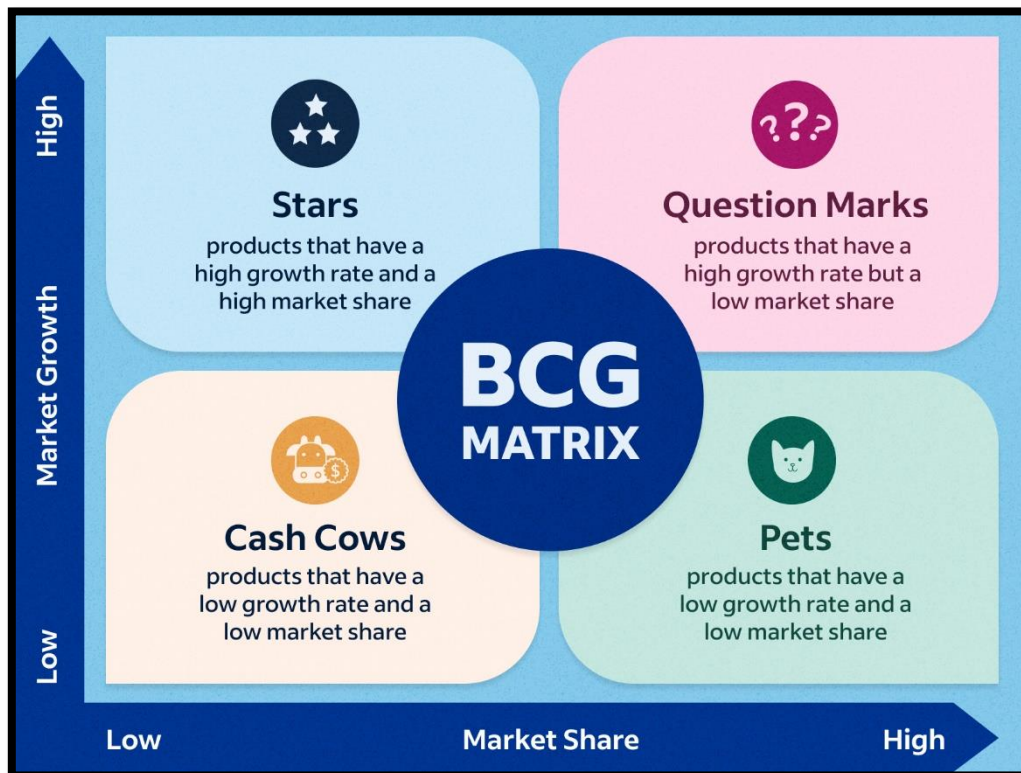 High
Market Growth
Low
Stars
products that have a
high growth rate and a
high market share
???
Question Marks
products that have a
high growth rate but a
low market share
BCG
MATRIX
$
Cash Cows
products that have a
low growth rate and a
low market share
Pets
products that have a
low growth rate and a
low market share
Low
Market Share
High